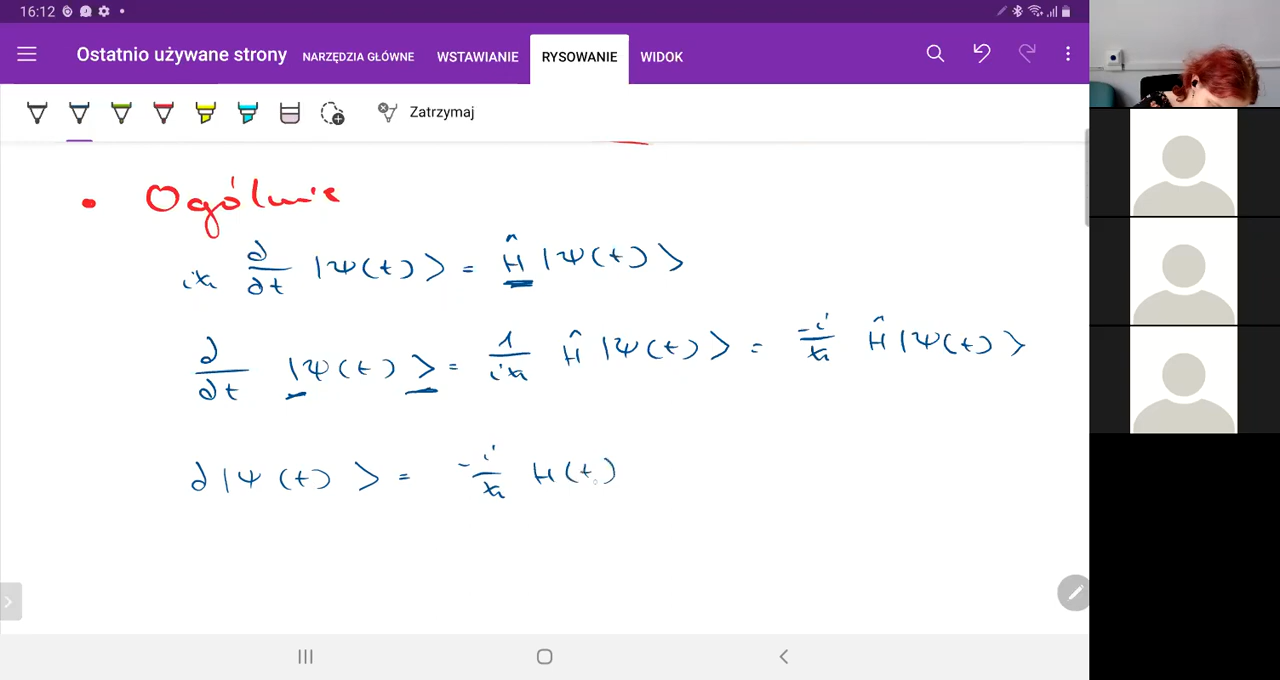 16:12
Ostatnio używane strony NARZĘDZIA GŁÓWNE WSTAWIANIE RYSOWANIE WIDOK
Zatrzymaj
• Ogólnie
iℏ ∂/∂t |Ψ(t)> = Ĥ |Ψ(t)>
∂/∂t |Ψ(t)> = 1/iℏ Ĥ |Ψ(t)> = -i/ℏ Ĥ |Ψ(t)>
∂|Ψ(t)> = -i/ℏ H(t)